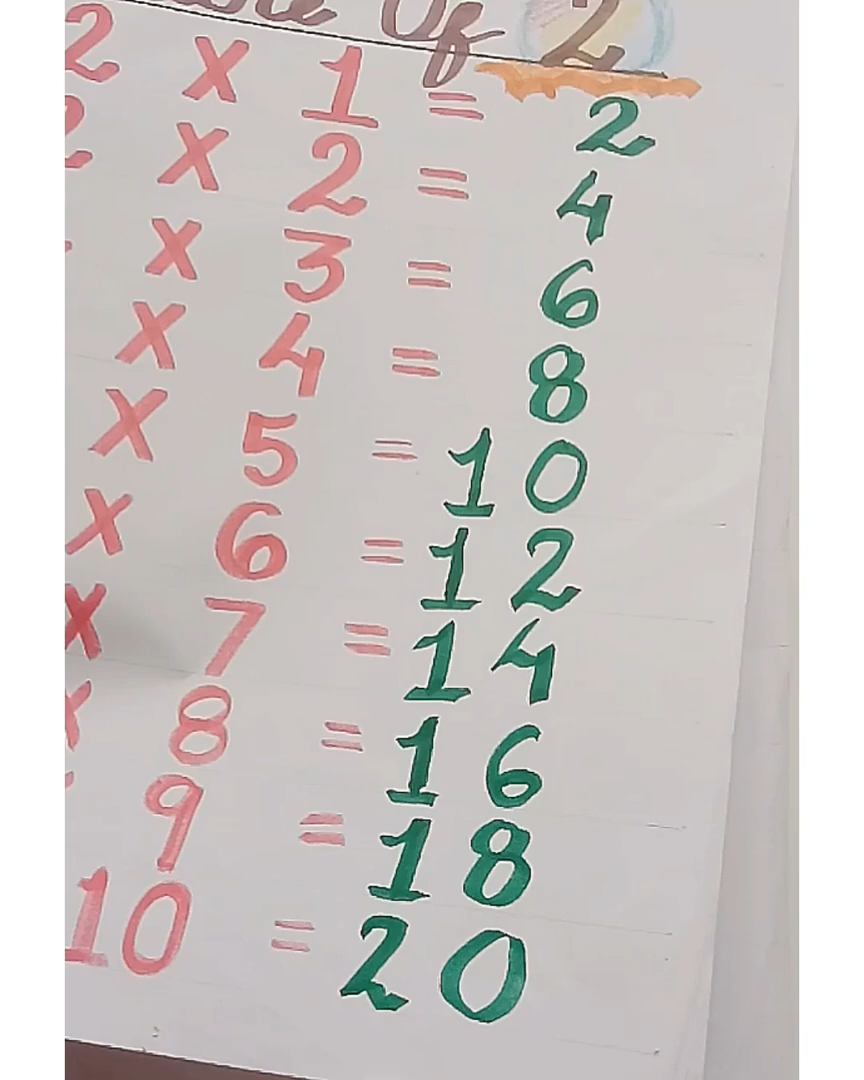 Of 2
2 x 1 = 2
2 x 2 = 4
x 3 = 6
x 4 = 8
x 5 = 10
x 6 = 12
x 7 = 14
x 8 = 16
9 = 18
10 = 20